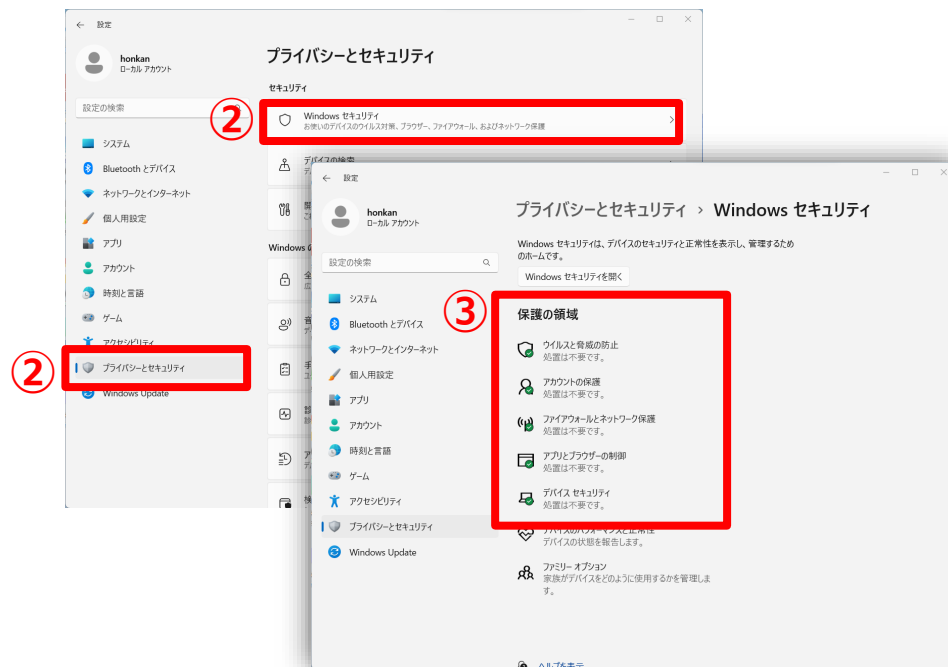 設定
honkan
ローカル アカウント
設定の検索
システム
Bluetooth とデバイス
ネットワークとインターネット
個人用設定
アプリ
アカウント
時刻と言語
ゲーム
アクセシビリティ
②
プライバシーとセキュリティ
Windows Update
プライバシーとセキュリティ
セキュリティ
②
Windows セキュリティ
お使いのデバイスのウイルス対策、ブラウザー、ファイアウォール、およびネットワーク保護
デバイスの検索
設定
honkan
ローカル アカウント
設定の検索
システム
Bluetooth とデバイス
ネットワークとインターネット
個人用設定
アプリ
アカウント
時刻と言語
ゲーム
アクセシビリティ
プライバシーとセキュリティ
Windows Update
プライバシーとセキュリティ › Windows セキュリティ
Windows セキュリティは、デバイスのセキュリティと正常性を表示し、管理するため
のホームです。
Windows セキュリティを開く
③
保護の領域
ウイルスと脅威の防止
処置は不要です。
アカウントの保護
処置は不要です。
ファイアウォールとネットワーク保護
処置は不要です。
アプリとブラウザーの制御
処置は不要です。
デバイス セキュリティ
処置は不要です。
デバイスのパフォーマンスと正常性
デバイスの状態を報告します。
ファミリー オプション
家族がデバイスをどのように使用するかを管理しま
す。
ヘルプを表示